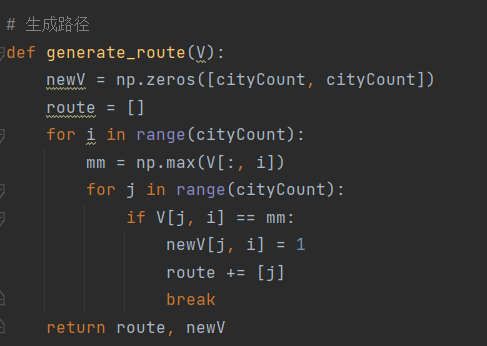 # 生成路径
def generate_route(V):
    newV = np.zeros([cityCount, cityCount])
    route = []
    for i in range(cityCount):
        mm = np.max(V[:, i])
        for j in range(cityCount):
            if V[j, i] == mm:
                newV[j, i] = 1
                route += [j]
                break
    return route, newV